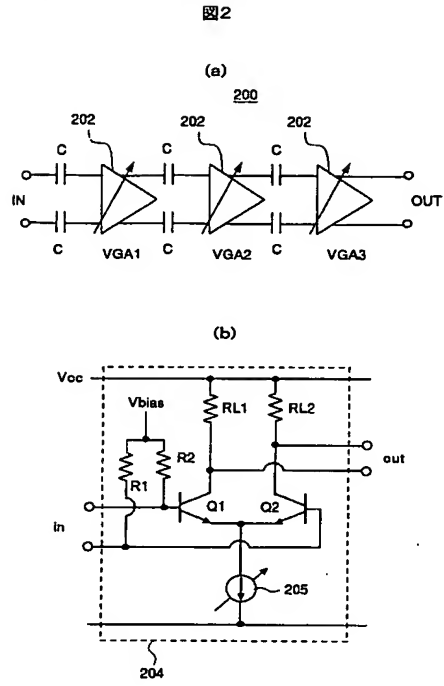 図2
(a)
200
202 202 202
C C C
IN OUT
C C C
VGA1 VGA2 VGA3
(b)
Vcc
Vbias RL1 RL2
R2
R1 out
Q1 Q2
in
205
204